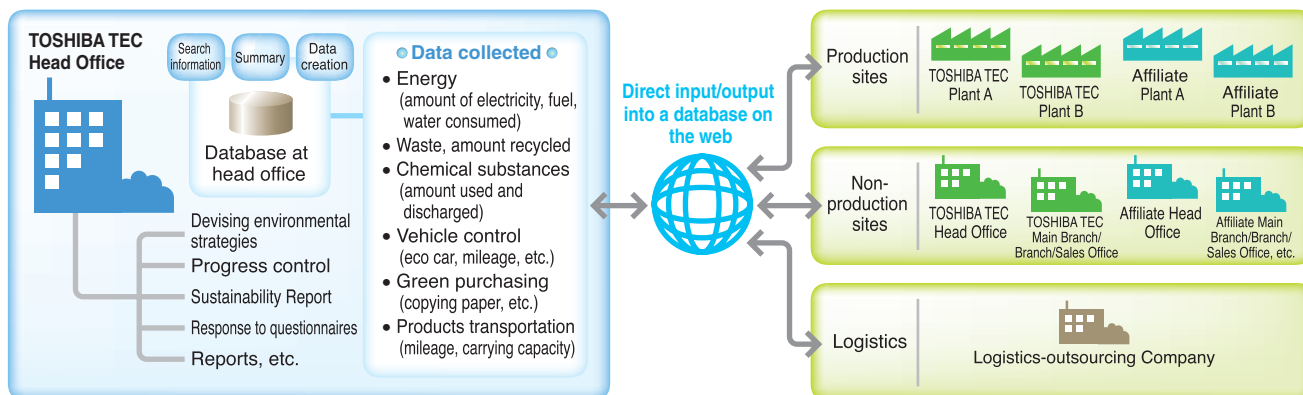 TOSHIBA TEC
Head Office
Search
information
Summary
Data
creation
Database at
head office
Devising environmental
strategies
Progress control
Sustainability Report
Response to questionnaires
Reports, etc.
Data collected
• Energy
(amount of electricity, fuel,
water consumed)
• Waste, amount recycled
• Chemical substances
(amount used and
discharged)
• Vehicle control
(eco car, mileage, etc.)
• Green purchasing
(copying paper, etc.)
• Products transportation
(mileage, carrying capacity)
Direct input/output
into a database on
the web
Production
sites
TOSHIBA TEC
Plant A
TOSHIBA TEC
Plant B
Affiliate
Plant A
Affiliate
Plant B
Non-
production
sites
TOSHIBA TEC
Head Office
TOSHIBA TEC
Main Branch/
Branch/Sales Office
Affiliate Head
Office
Affiliate Main
Branch/Branch/
Sales Office, etc.
Logistics
Logistics-outsourcing Company